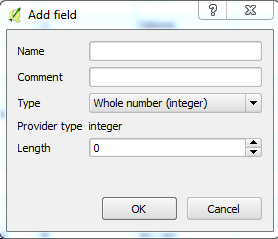 Add field
?
Name
Comment
Type Whole number (integer)
Provider type integer
Length 0
OK Cancel